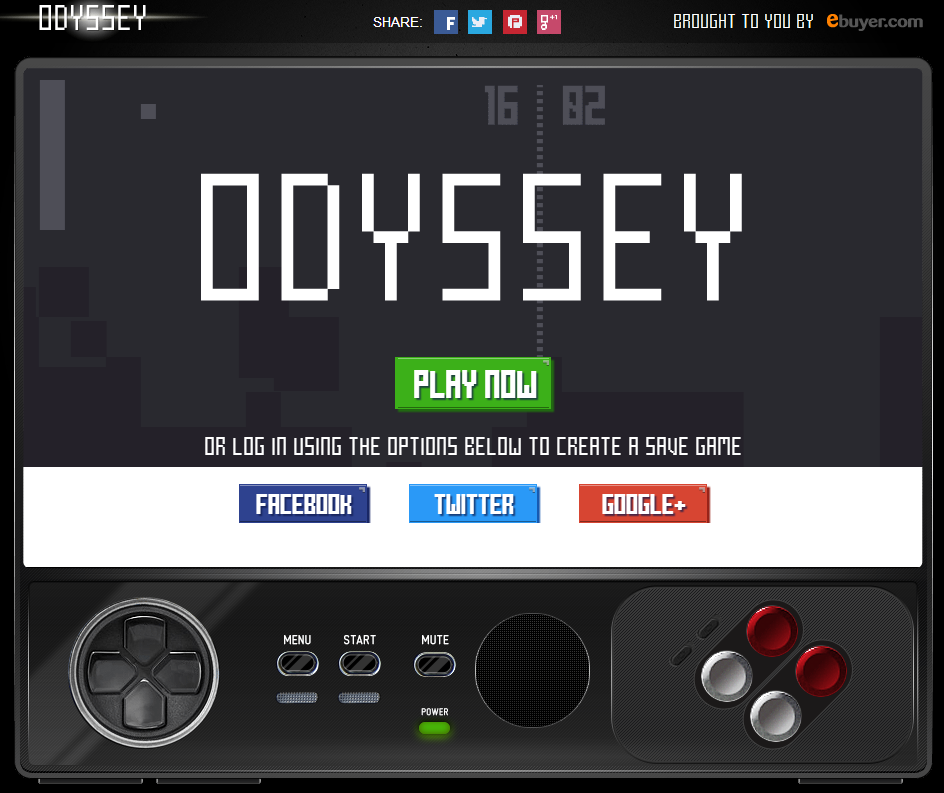 ODYSSEY
SHARE:
BROUGHT TO YOU BY ebuyer.com
16 02
ODYSSEY
PLAY NOW
OR LOG IN USING THE OPTIONS BELOW TO CREATE A SAVE GAME
FACEBOOK TWITTER GOOGLE+
MENU START MUTE
POWER